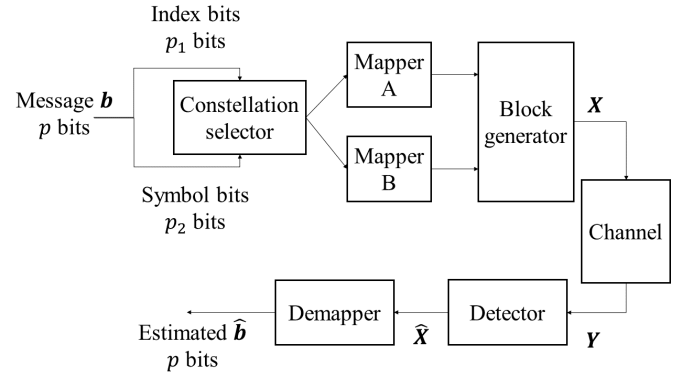 Index bits
p₁ bits
Message b
p bits
Constellation
selector
Symbol bits
p₂ bits
Mapper
A
Mapper
B
Block
generator
X
Channel
Y
Detector
X̂
Demapper
Estimated b̂
p bits